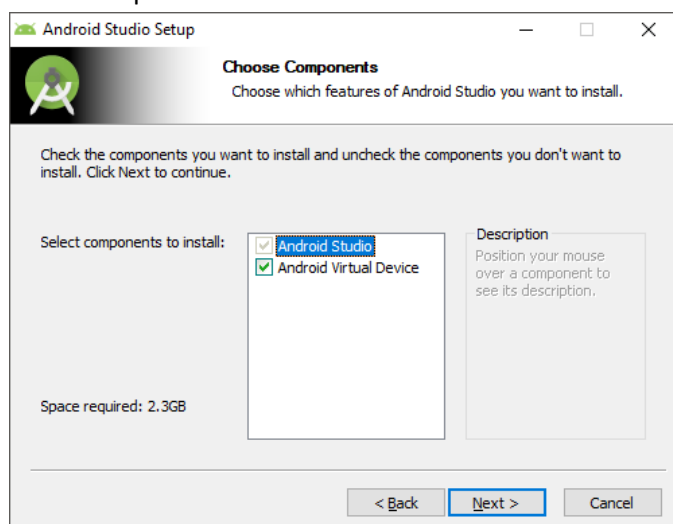 Android Studio Setup
Choose Components
Choose which features of Android Studio you want to install.
Check the components you want to install and uncheck the components you don't want to
install. Click Next to continue.
Select components to install:
Android Studio
Android Virtual Device
Description
Position your mouse
over a component to
see its description.
Space required: 2.3GB
< Back
Next >
Cancel